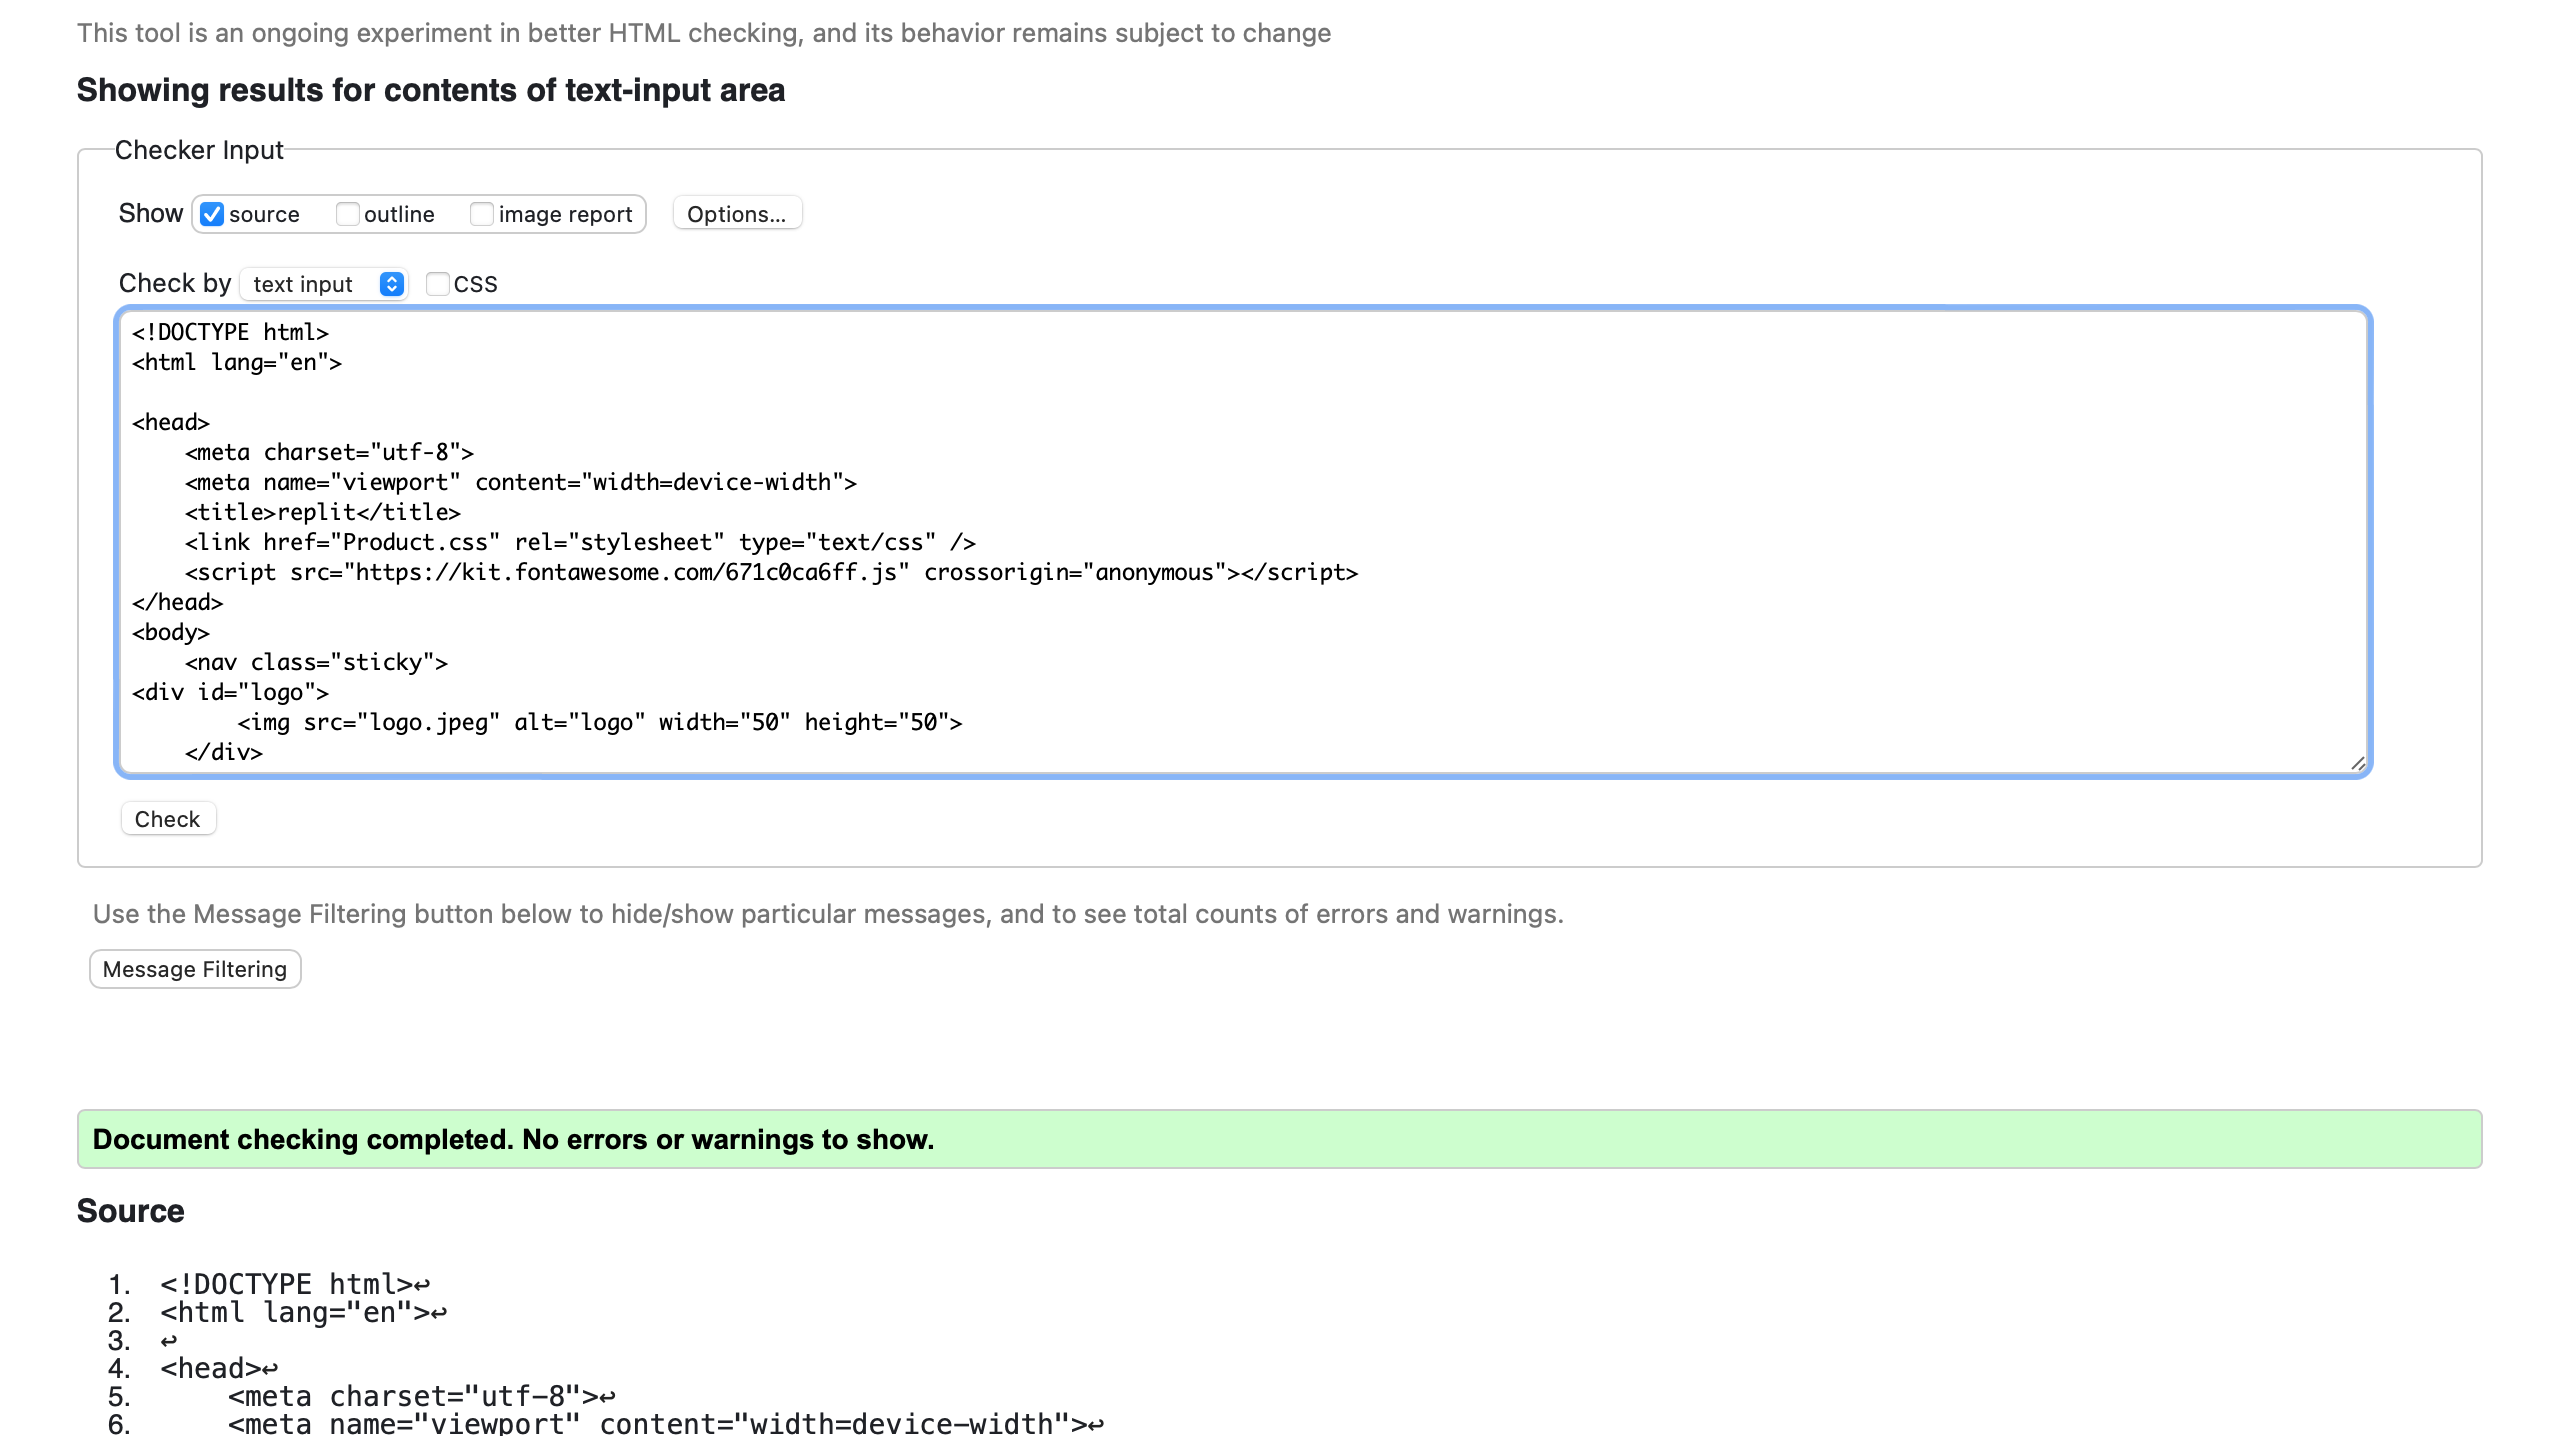 This tool is an ongoing experiment in better HTML checking, and its behavior remains subject to change
Showing results for contents of text-input area
Checker Input
Show source outline image report Options...
Check by text input CSS
<!DOCTYPE html>
<html lang="en">
<head>
    <meta charset="utf-8">
    <meta name="viewport" content="width=device-width">
    <title>replit</title>
    <link href="Product.css" rel="stylesheet" type="text/css" />
    <script src="https://kit.fontawesome.com/671c0ca6ff.js" crossorigin="anonymous"></script>
</head>
<body>
    <nav class="sticky">
<div id="logo">
        <img src="logo.jpeg" alt="logo" width="50" height="50">
    </div>
Check
Use the Message Filtering button below to hide/show particular messages, and to see total counts of errors and warnings.
Message Filtering
Document checking completed. No errors or warnings to show.
Source
1. <!DOCTYPE html>↩
2. <html lang="en">↩
3. ↩
4. <head>↩
5.     <meta charset="utf-8">↩
6.     <meta name="viewport" content="width=device-width">↩